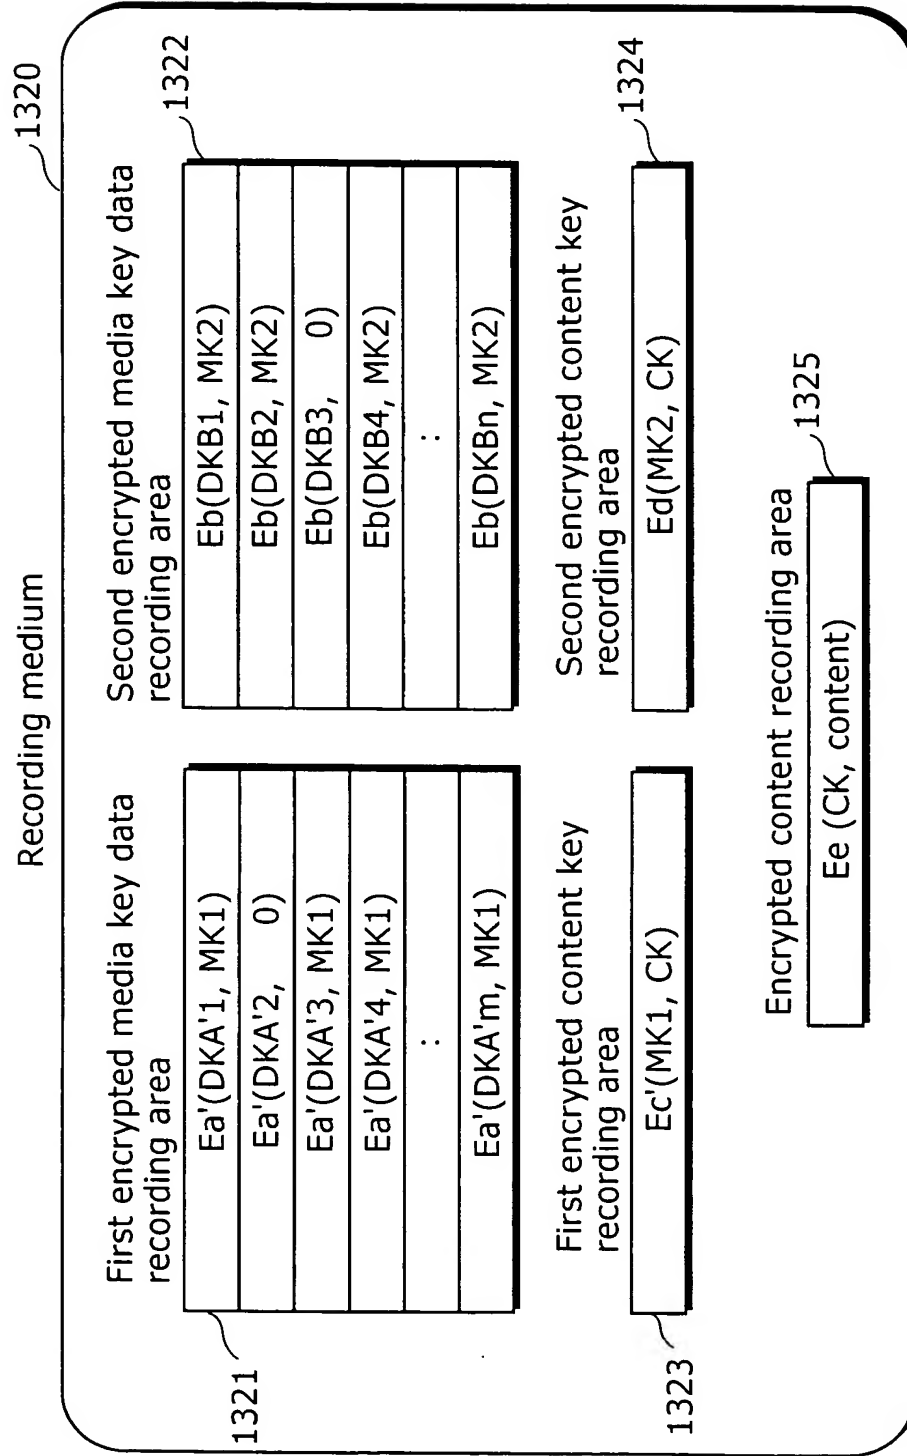 Recording medium
1320
First encrypted media key data
recording area
1321
Ea'(DKA'1, MK1)
Ea'(DKA'2, 0)
Ea'(DKA'3, MK1)
Ea'(DKA'4, MK1)
:
Ea'(DKA'm, MK1)
Second encrypted media key data
recording area
1322
Eb(DKB1, MK2)
Eb(DKB2, MK2)
Eb(DKB3, 0)
Eb(DKB4, MK2)
:
Eb(DKBn, MK2)
First encrypted content key
recording area
1323
Ec'(MK1, CK)
Second encrypted content key
recording area
1324
Ed(MK2, CK)
Encrypted content recording area
1325
Ee (CK, content)